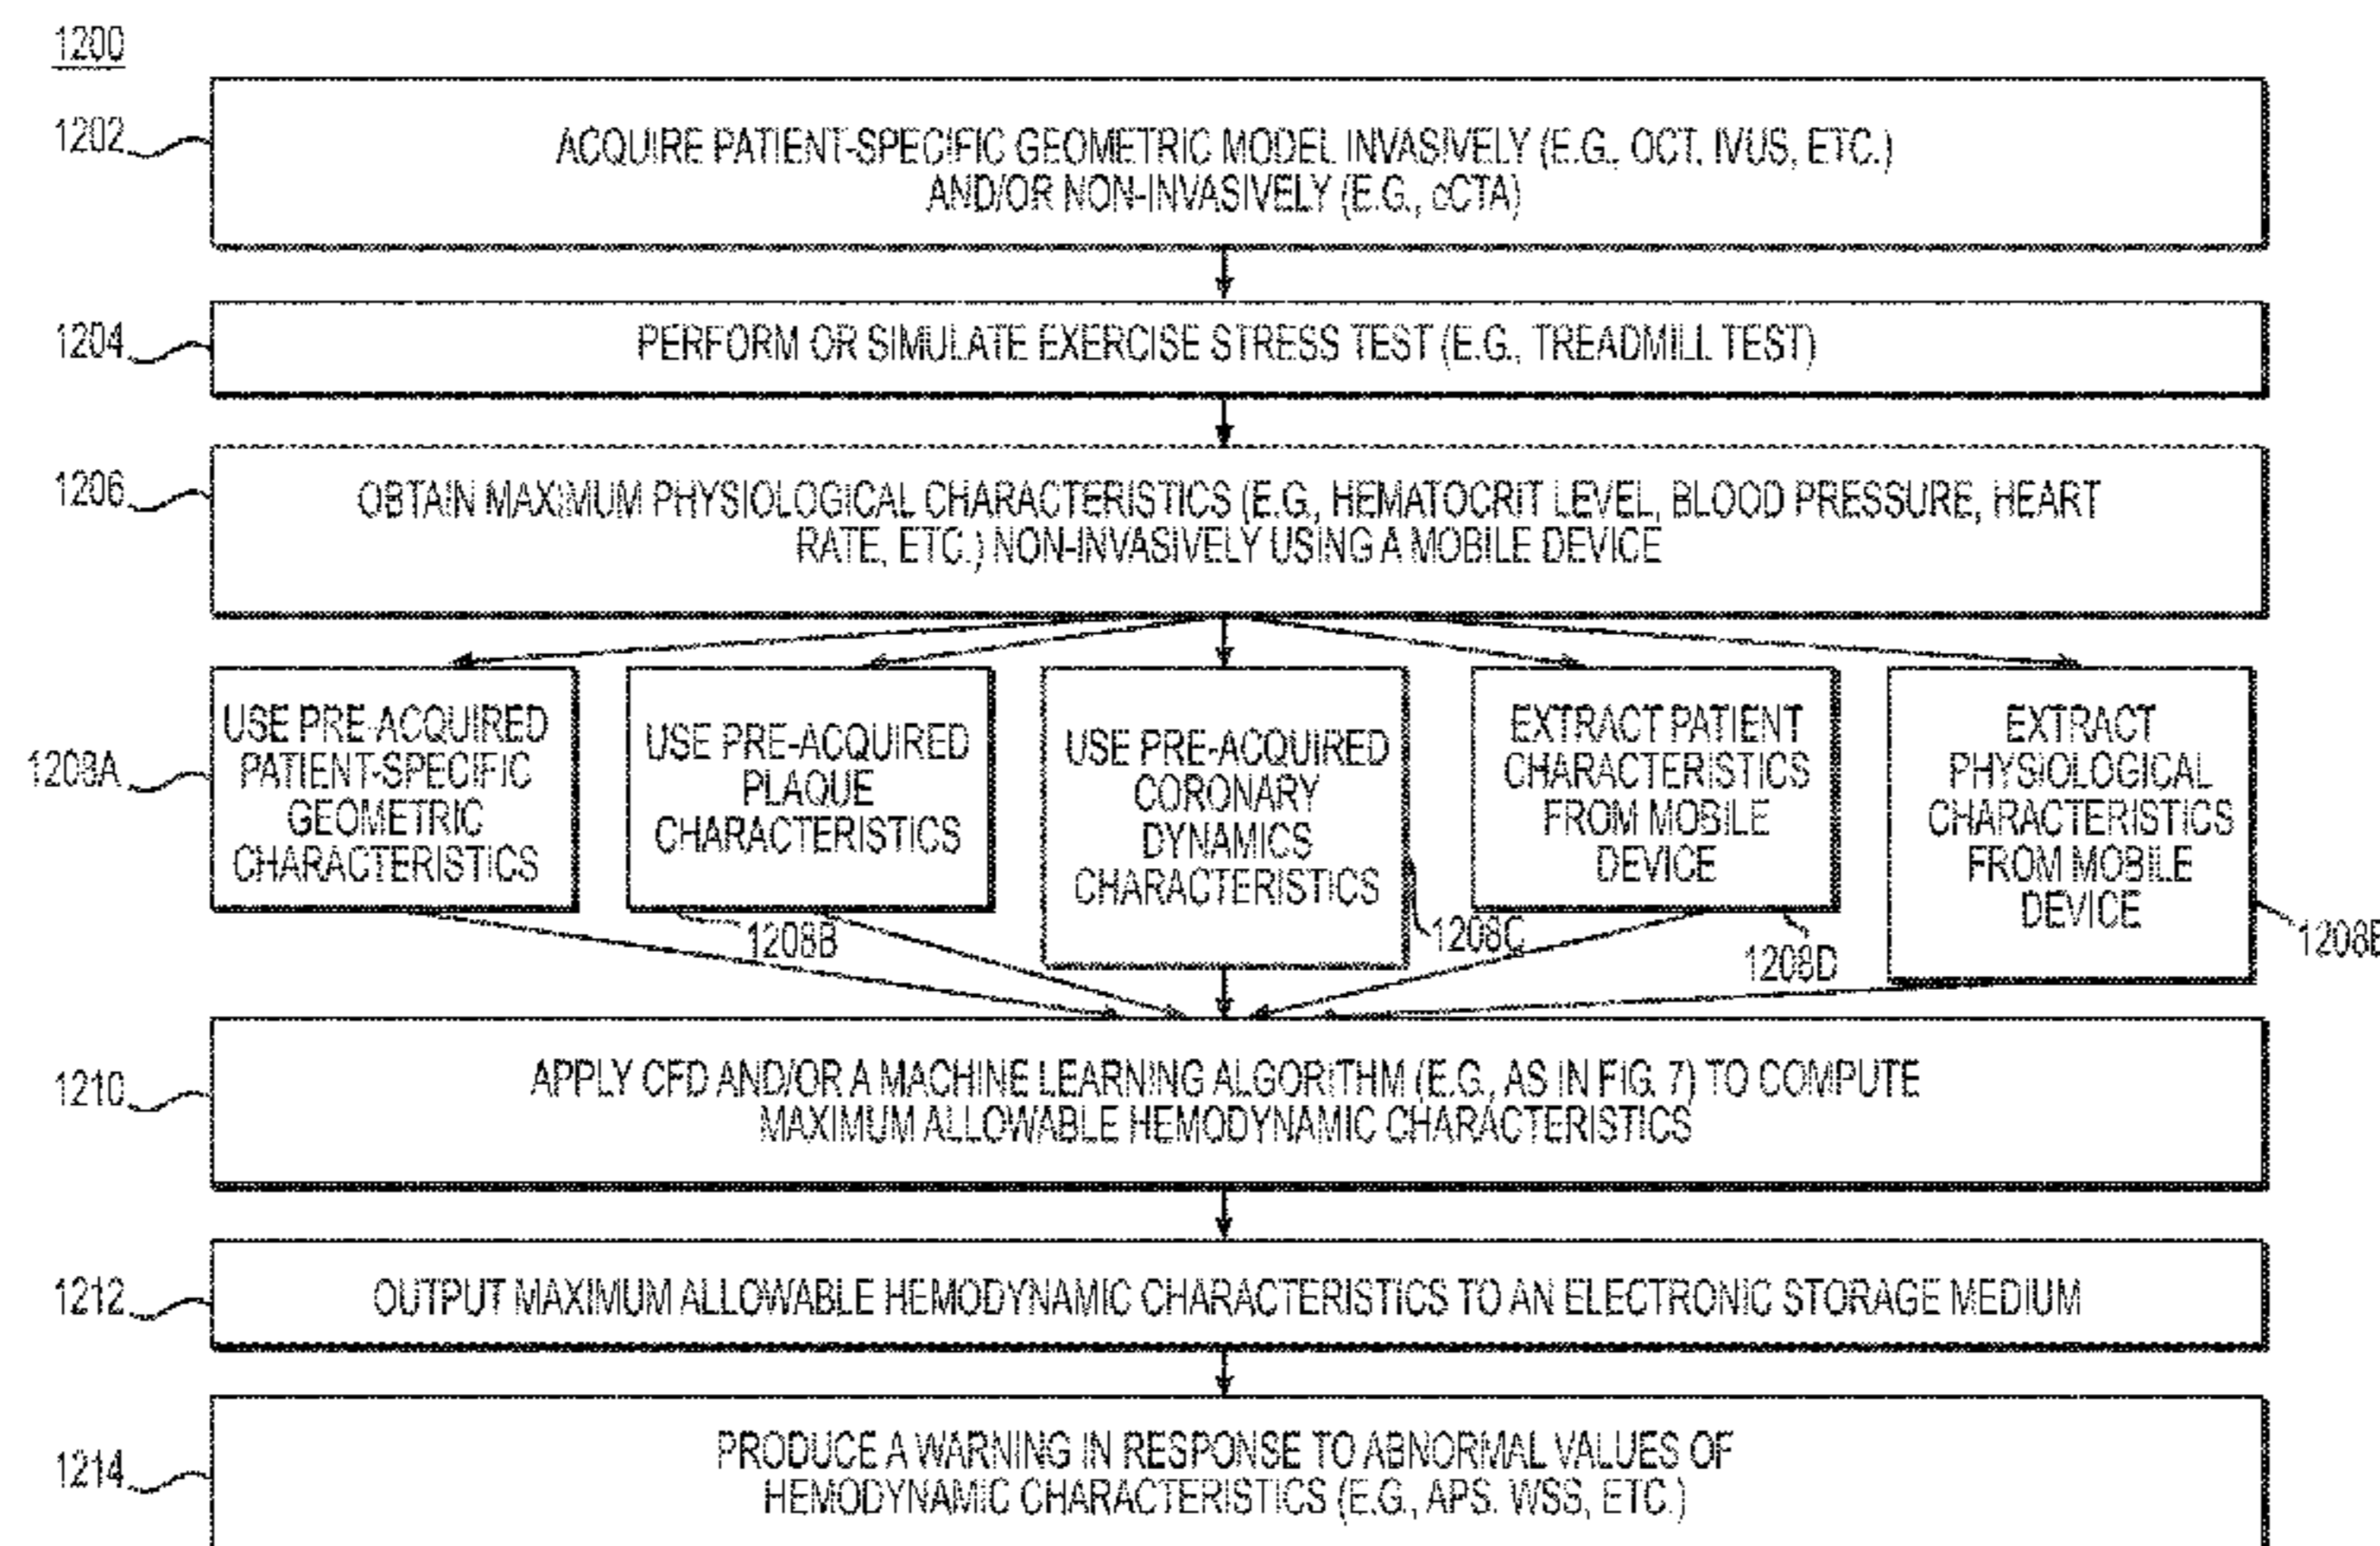 1200
1202
ACQUIRE PATIENT-SPECIFIC GEOMETRIC MODEL INVASIVELY (E.G., OCT, IVUS, ETC.)
AND/OR NON-INVASIVELY (E.G., cCTA)
1204
PERFORM OR SIMULATE EXERCISE STRESS TEST (E.G., TREADMILL TEST)
1206
OBTAIN MAXIMUM PHYSIOLOGICAL CHARACTERISTICS (E.G., HEMATOCRIT LEVEL, BLOOD PRESSURE, HEART
RATE, ETC.) NON-INVASIVELY USING A MOBILE DEVICE
1208A
USE PRE-ACQUIRED
PATIENT-SPECIFIC
GEOMETRIC
CHARACTERISTICS
USE PRE-ACQUIRED
PLAQUE
CHARACTERISTICS
1208B
USE PRE-ACQUIRED
CORONARY
DYNAMICS
CHARACTERISTICS
1208C
EXTRACT PATIENT
CHARACTERISTICS
FROM MOBILE
DEVICE
1208D
EXTRACT
PHYSIOLOGICAL
CHARACTERISTICS
FROM MOBILE
DEVICE
1208E
1210
APPLY CFD AND/OR A MACHINE LEARNING ALGORITHM (E.G., AS IN FIG. 7) TO COMPUTE
MAXIMUM ALLOWABLE HEMODYNAMIC CHARACTERISTICS
1212
OUTPUT MAXIMUM ALLOWABLE HEMODYNAMIC CHARACTERISTICS TO AN ELECTRONIC STORAGE MEDIUM
1214
PRODUCE A WARNING IN RESPONSE TO ABNORMAL VALUES OF
HEMODYNAMIC CHARACTERISTICS (E.G., APS. WSS, ETC.)